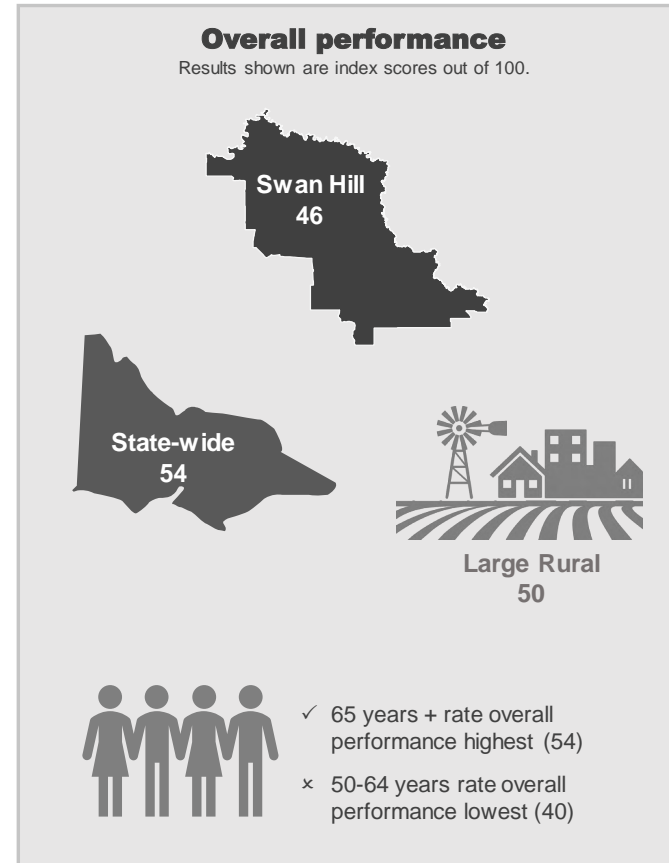 Overall performance
Results shown are index scores out of 100.
Swan Hill
46
State-wide
54
Large Rural
50
✓ 65 years + rate overall
performance highest (54)
× 50-64 years rate overall
performance lowest (40)